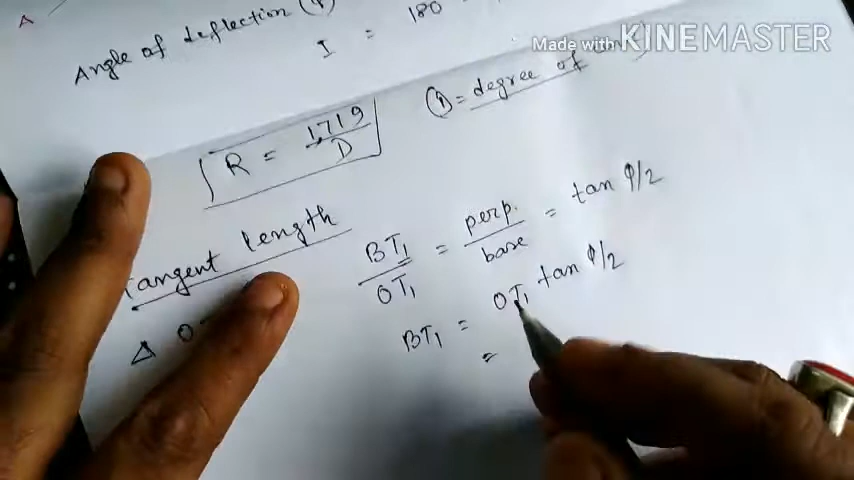 A
Angle of deflection (φ)
I = 180
Made with KINEMASTER
R = 1719/D
(D) = degree of
Tangent length
BT₁/OT₁ = perp./base = tan φ/2
Δ O
BT₁ = OT₁ tan φ/2
=